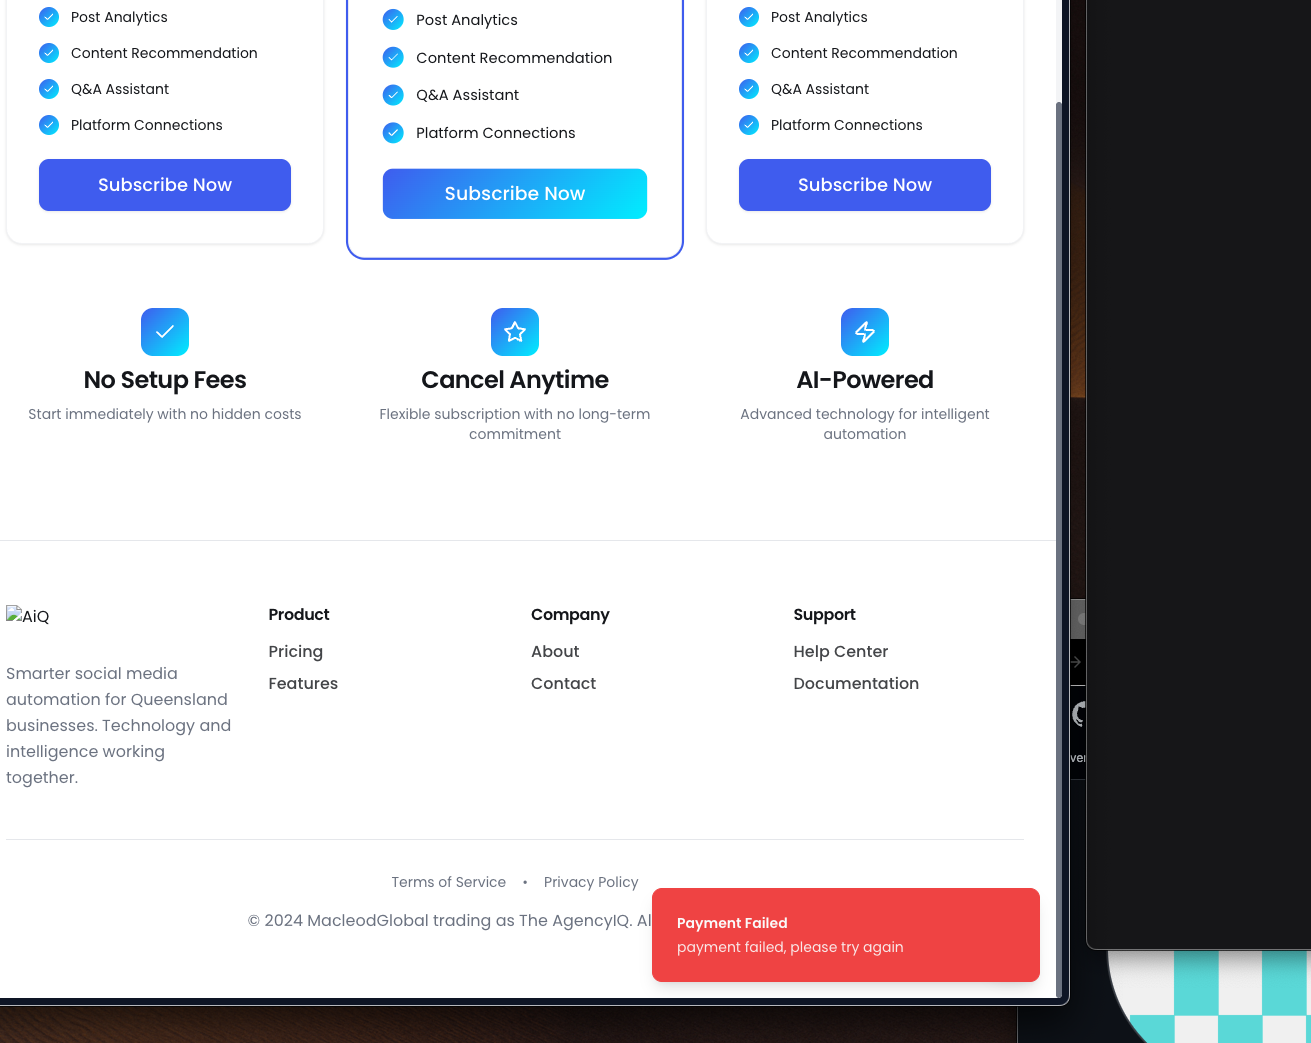 Post Analytics
Content Recommendation
Q&A Assistant
Platform Connections
Subscribe Now
Post Analytics
Content Recommendation
Q&A Assistant
Platform Connections
Subscribe Now
Post Analytics
Content Recommendation
Q&A Assistant
Platform Connections
Subscribe Now
No Setup Fees
Start immediately with no hidden costs
Cancel Anytime
Flexible subscription with no long-term
commitment
AI-Powered
Advanced technology for intelligent
automation
AiQ
Smarter social media
automation for Queensland
businesses. Technology and
intelligence working
together.
Product
Pricing
Features
Company
About
Contact
Support
Help Center
Documentation
Terms of Service • Privacy Policy
© 2024 MacleodGlobal trading as The AgencyIQ. Al
Payment Failed
payment failed, please try again